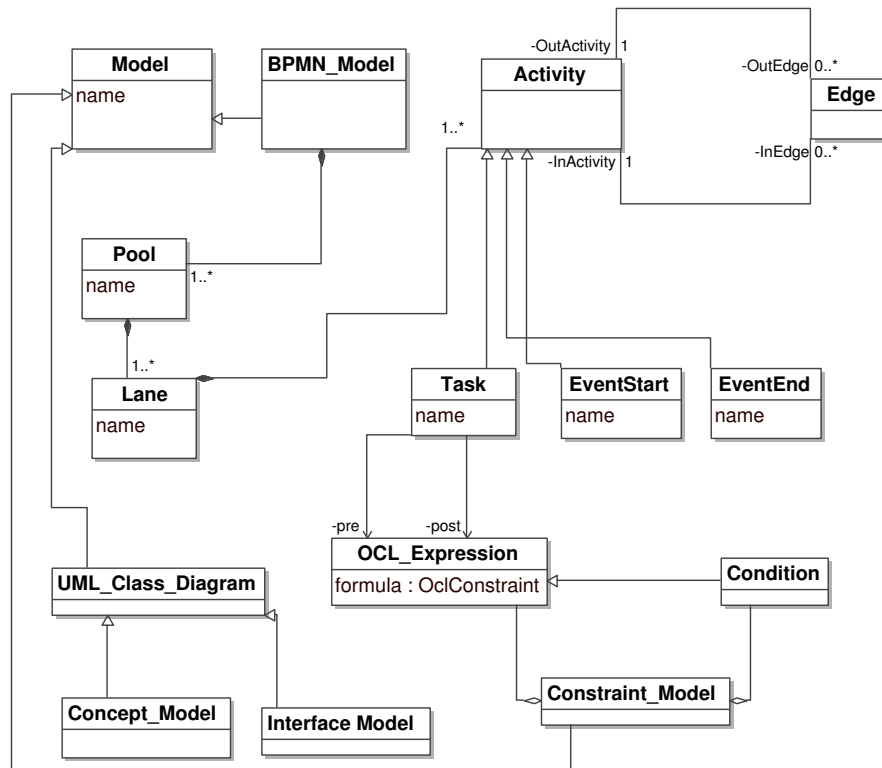 -OutActivity 1
Model
BPMN_Model
Activity
-OutEdge 0..*
name
Edge
1..*
-InActivity 1
-InEdge 0..*
Pool
name
1..*
1..*
Lane
name
Task
name
EventStart
name
EventEnd
name
-pre
-post
OCL_Expression
formula : OclConstraint
Condition
UML_Class_Diagram
Concept_Model
Interface Model
Constraint_Model